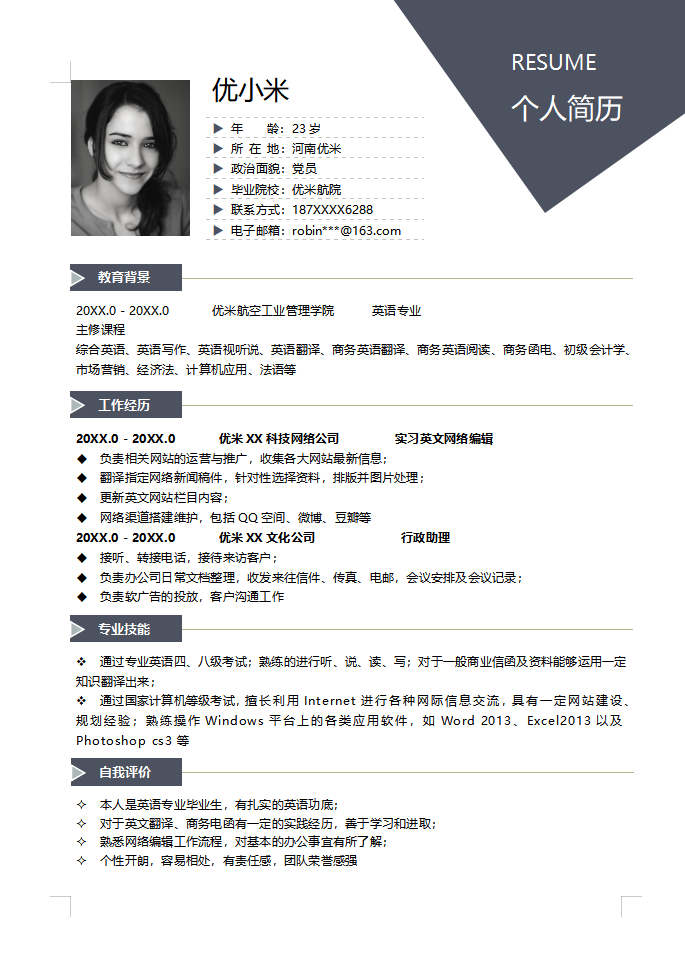 RESUME
个人简历
优小米
年 龄：23岁
所 在 地：河南优米
政治面貌：党员
毕业院校：优米航院
联系方式：187XXXX6288
电子邮箱：robin***@163.com
教育背景
20XX.0 - 20XX.0 优米航空工业管理学院 英语专业
主修课程
综合英语、英语写作、英语视听说、英语翻译、商务英语翻译、商务英语阅读、商务函电、初级会计学、
市场营销、经济法、计算机应用、法语等
工作经历
20XX.0 - 20XX.0 优米 XX 科技网络公司 实习英文网络编辑
◆ 负责相关网站的运营与推广，收集各大网站最新信息；
◆ 翻译指定网络新闻稿件，针对性选择资料，排版并图片处理；
◆ 更新英文网站栏目内容；
◆ 网络渠道搭建维护，包括 QQ 空间、微博、豆瓣等
20XX.0 - 20XX.0 优米 XX 文化公司 行政助理
◆ 接听、转接电话，接待来访客户；
◆ 负责办公司日常文档整理，收发来往信件、传真、电邮，会议安排及会议记录；
◆ 负责软广告的投放，客户沟通工作
专业技能
❖ 通过专业英语四、八级考试；熟练的进行听、说、读、写；对于一般商业信函及资料能够运用一定
知识翻译出来；
❖ 通过国家计算机等级考试，擅长利用 Internet 进行各种网际信息交流，具有一定网站建设、
规划经验；熟练操作 Windows 平台上的各类应用软件，如 Word 2013、Excel2013 以及
Photoshop cs3 等
自我评价
✧ 本人是英语专业毕业生，有扎实的英语功底；
✧ 对于英文翻译、商务电函有一定的实践经历，善于学习和进取；
✧ 熟悉网络编辑工作流程，对基本的办公事宜有所了解；
✧ 个性开朗，容易相处，有责任感，团队荣誉感强